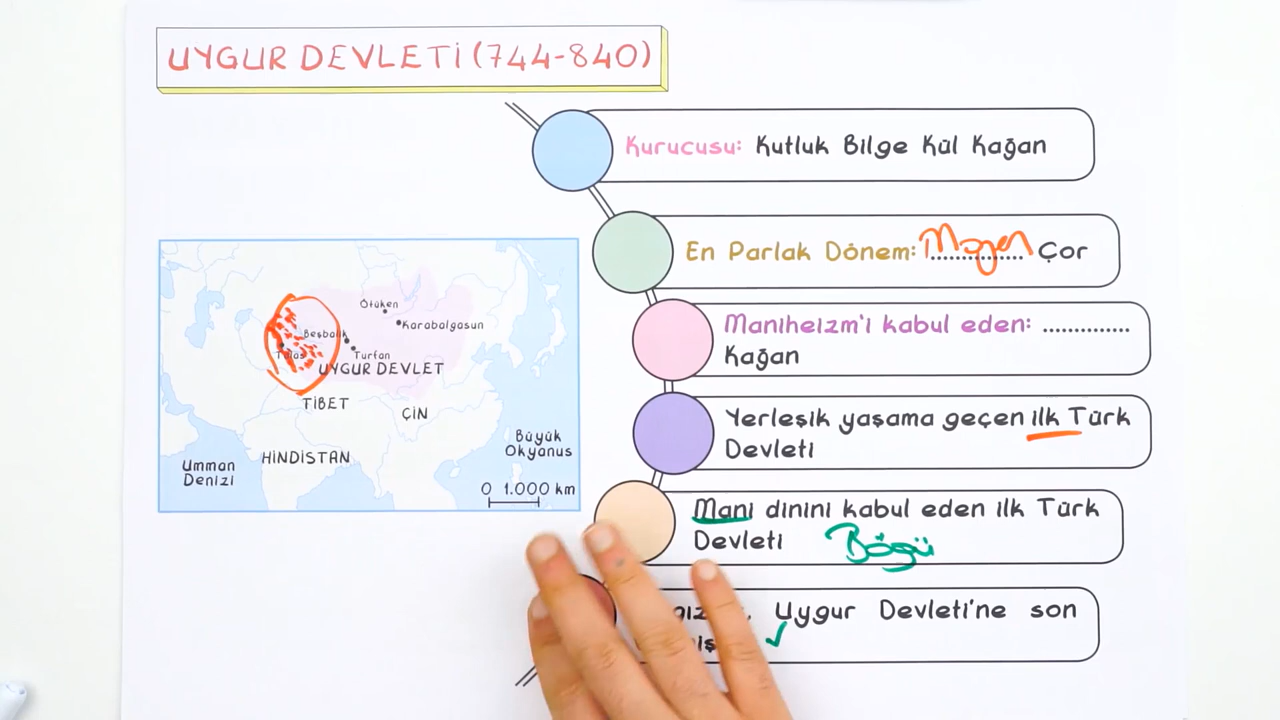 UYGUR DEVLETİ (744-840)
Kurucusu: Kutluk Bilge Kül Kağan
En Parlak Dönem: Moyen Çor
Maniheizm'i kabul eden: ..............
Kağan
Yerleşik yaşama geçen ilk Türk
Devleti
Mani dinini kabul eden ilk Türk
Devleti Bögü
Uygur Devleti'ne son
Ötüken
Karabalgasun
Beşbalık
Talas
Turfan
UYGUR DEVLET
TİBET
ÇİN
Büyük
Okyanus
HİNDİSTAN
Umman
Denizi
0 1.000 km